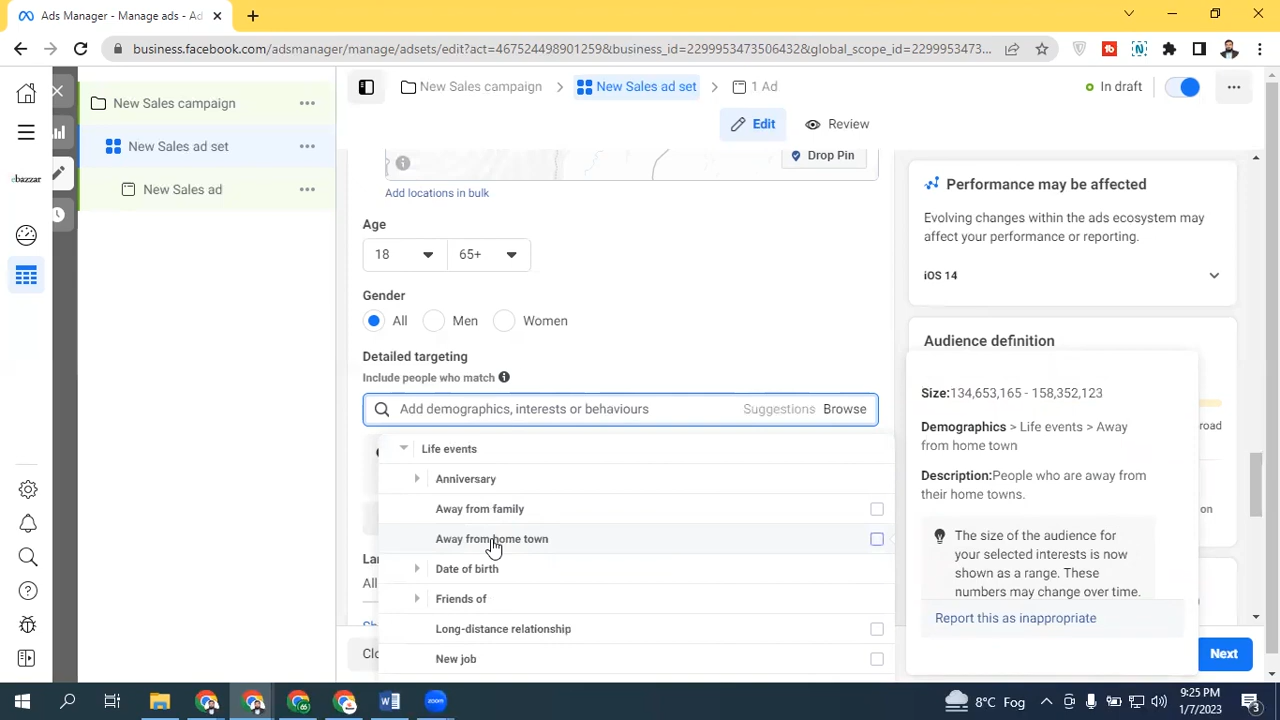 Ads Manager - Manage ads - Ad
business.facebook.com/adsmanager/manage/adsets/edit?act=467524498901259&business_id=2299953473506432&global_scope_id=2299953473...
New Sales campaign
New Sales ad set
New Sales ad
ebazzar
New Sales campaign
New Sales ad set
1 Ad
In draft
Edit
Review
Drop Pin
Add locations in bulk
Age
18
65+
Gender
All
Men
Women
Detailed targeting
Include people who match
Add demographics, interests or behaviours
Suggestions
Browse
Life events
Anniversary
Away from family
Away from home town
Date of birth
Friends of
Long-distance relationship
New job
Lan
All
Clo
Performance may be affected
Evolving changes within the ads ecosystem may
affect your performance or reporting.
iOS 14
Audience definition
Size:134,653,165 - 158,352,123
Demographics > Life events > Away
from home town
Description:People who are away from
their home towns.
The size of the audience for
your selected interests is now
shown as a range. These
numbers may change over time.
Report this as inappropriate
road
on
Next
8°C Fog
9:25 PM
1/7/2023
3